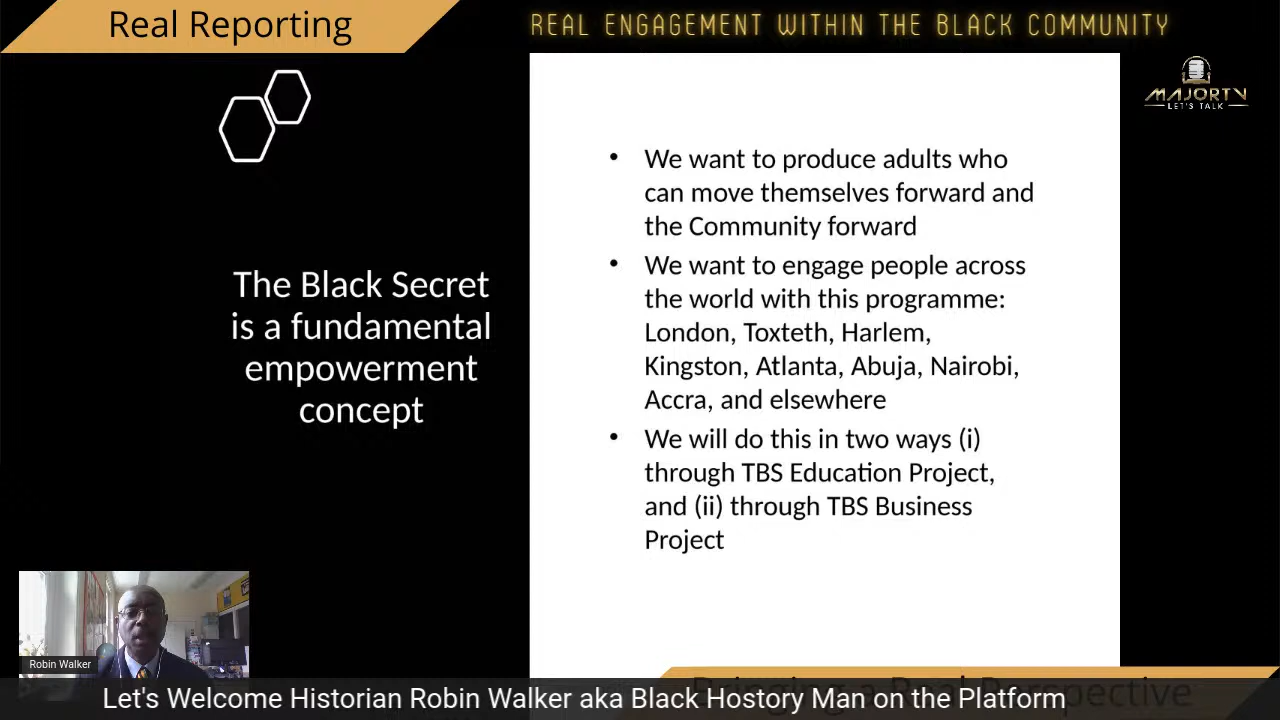 Real Reporting
REAL ENGAGEMENT WITHIN THE BLACK COMMUNITY
MAJORTV
LET'S TALK
The Black Secret
is a fundamental
empowerment
concept
• We want to produce adults who
can move themselves forward and
the Community forward
• We want to engage people across
the world with this programme:
London, Toxteth, Harlem,
Kingston, Atlanta, Abuja, Nairobi,
Accra, and elsewhere
• We will do this in two ways (i)
through TBS Education Project,
and (ii) through TBS Business
Project
Robin Walker
Bringing a Real Perspective
Let's Welcome Historian Robin Walker aka Black Hostory Man on the Platform